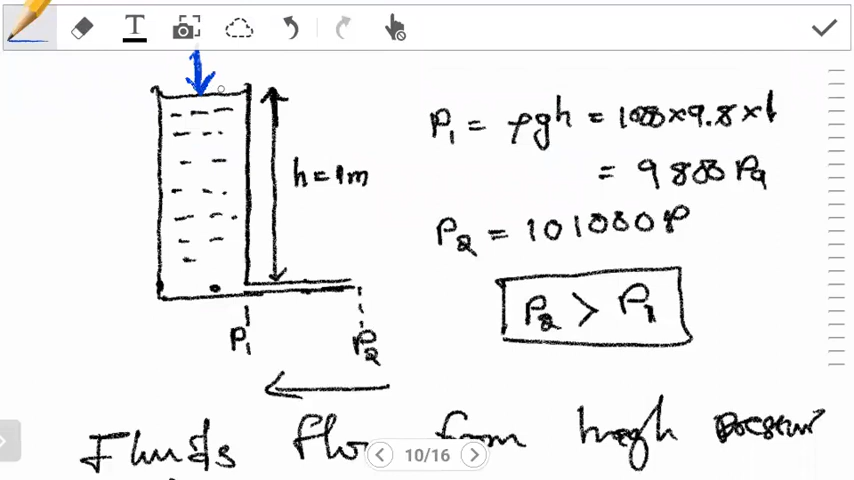 T
h = 1m
P₁ = ρgh = 1000×9.8×1
= 9800 Pa
P₂ = 101000 P
P₂ > P₁
P₁
P₂
Fluids flo from high
10/16